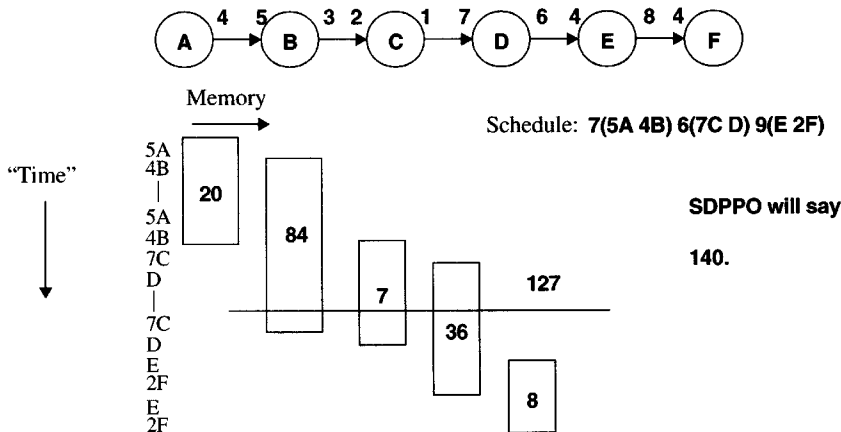 4 5 3 2 1 7 6 4 8 4
A B C D E F
Memory
Schedule: 7(5A 4B) 6(7C D) 9(E 2F)
"Time"
5A
4B
|
5A
4B
7C
D
|
7C
D
E
2F
E
2F
20
84
7
36
8
127
SDPPO will say
140.